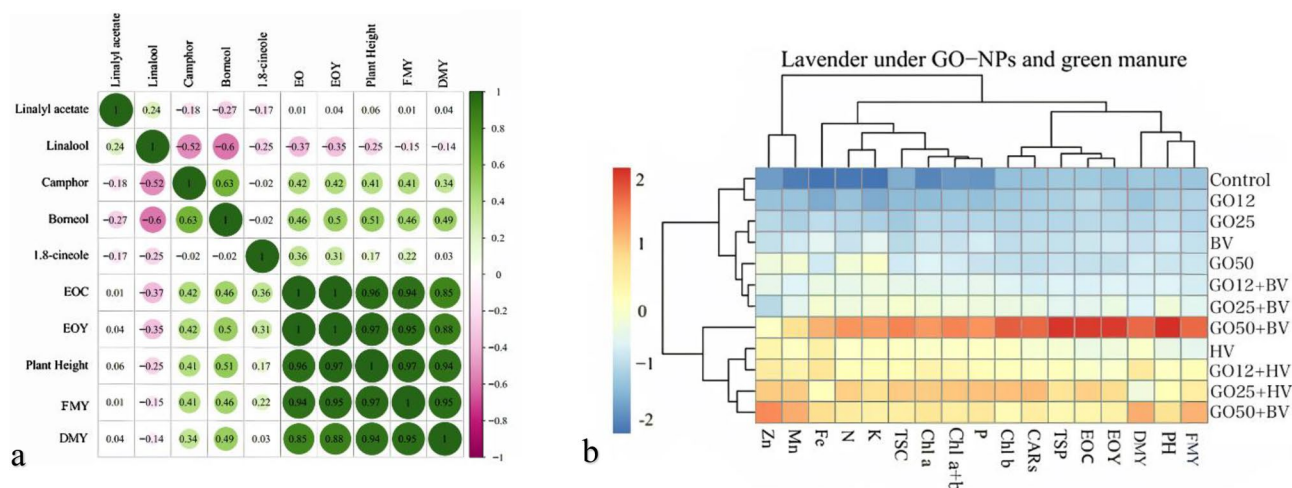 Linalyl acetate Linalool Camphor Borneol 1.8-cineole EO EOY Plant Height FMY DMY
Linalyl acetate 1 0.24 −0.18 −0.27 −0.17 0.01 0.04 0.06 0.01 0.04
Linalool 0.24 1 −0.52 −0.6 −0.25 −0.37 −0.35 −0.25 −0.15 −0.14
Camphor −0.18 −0.52 1 0.63 −0.02 0.42 0.42 0.41 0.41 0.34
Borneol −0.27 −0.6 0.63 1 −0.02 0.46 0.5 0.51 0.46 0.49
1.8-cineole −0.17 −0.25 −0.02 −0.02 1 0.36 0.31 0.17 0.22 0.03
EOC 0.01 −0.37 0.42 0.46 0.36 1 1 0.96 0.94 0.85
EOY 0.04 −0.35 0.42 0.5 0.31 1 1 0.97 0.95 0.88
Plant Height 0.06 −0.25 0.41 0.51 0.17 0.96 0.97 1 0.97 0.94
FMY 0.01 −0.15 0.41 0.46 0.22 0.94 0.95 0.97 1 0.95
DMY 0.04 −0.14 0.34 0.49 0.03 0.85 0.88 0.94 0.95 1
1
0.8
0.6
0.4
0.2
0
−0.2
−0.4
−0.6
−0.8
−1
a
Lavender under GO−NPs and green manure
2
1
0
−1
-2
Control
GO12
GO25
BV
GO50
GO12+BV
GO25+BV
GO50+BV
HV
GO12+HV
GO25+HV
GO50+BV
Zn Mn Fe N K TSC Chl a Chl a+b P Chl b CARs TSP EOC EOY DMY PH FMY
b